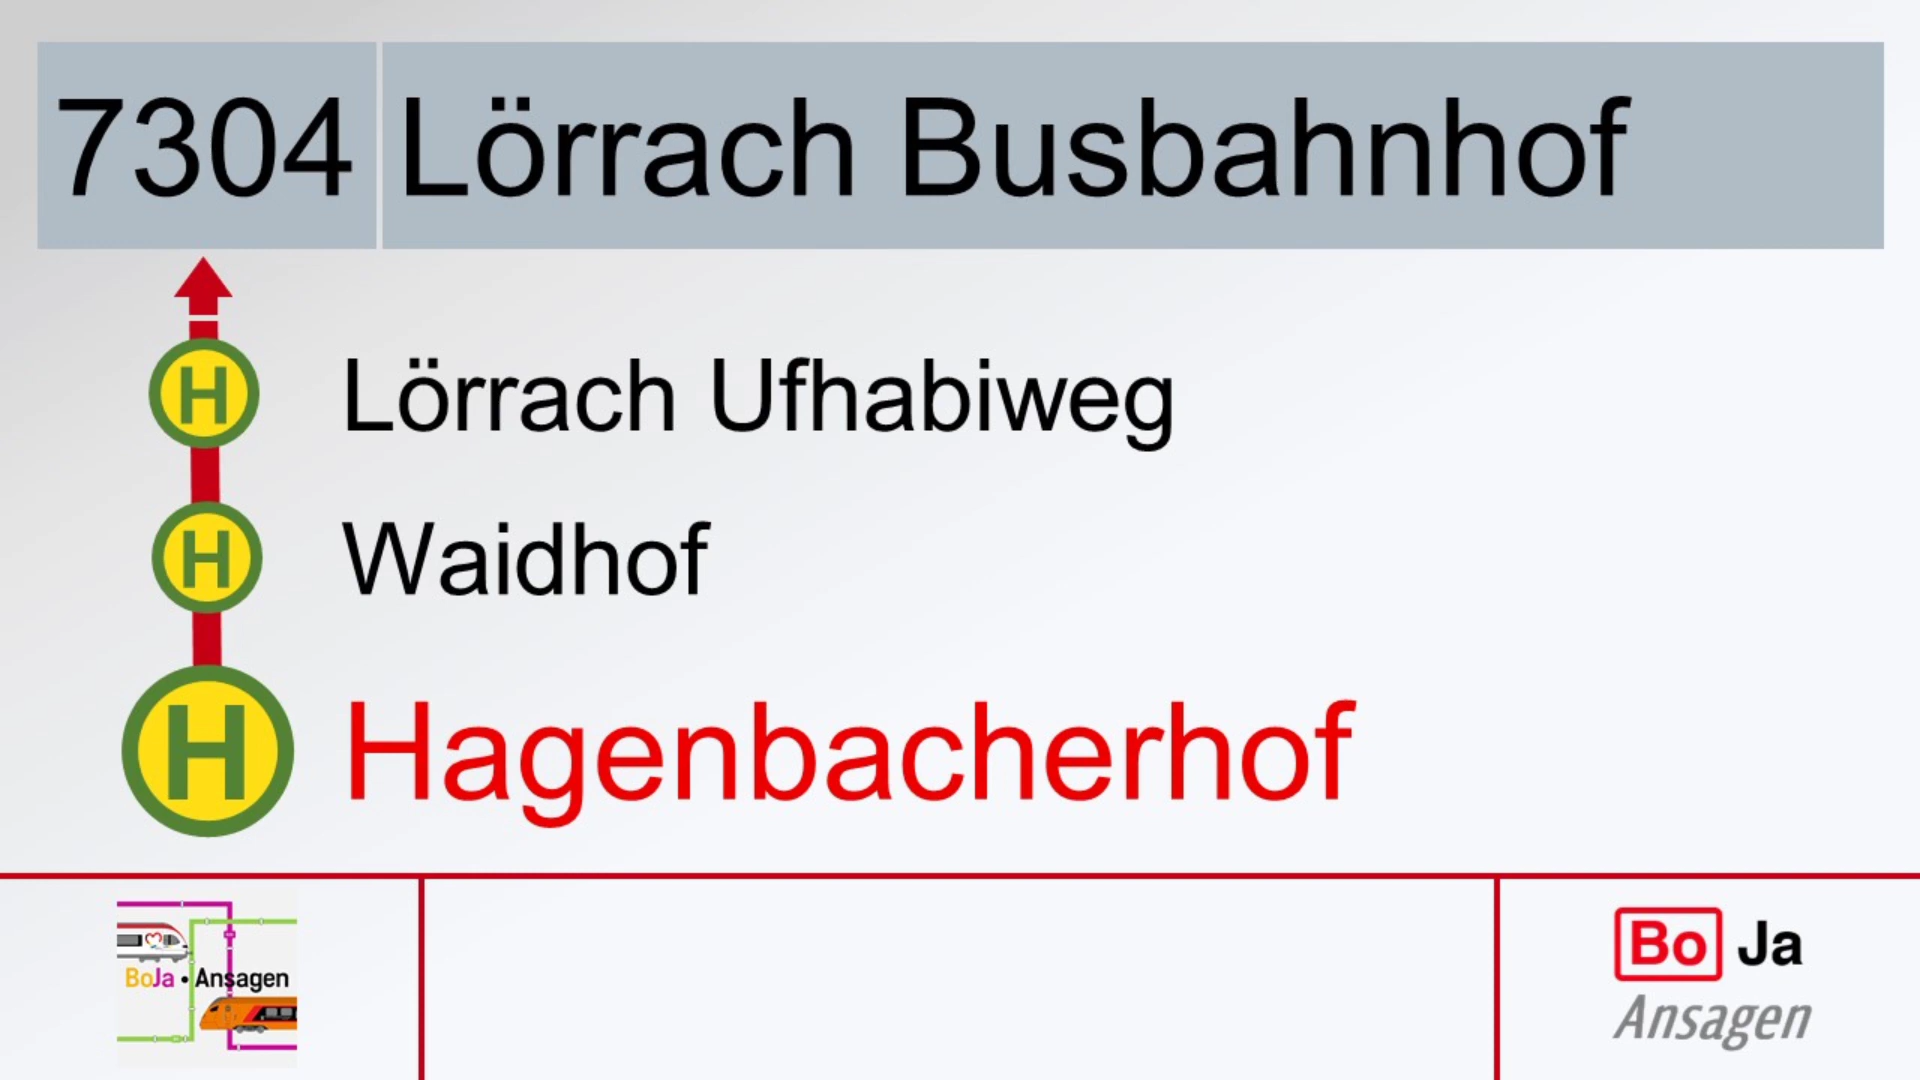 7304 Lörrach Busbahnhof
H Lörrach Ufhabiweg
H Waidhof
H Hagenbacherhof
BoJa • Ansagen
Bo Ja
Ansagen